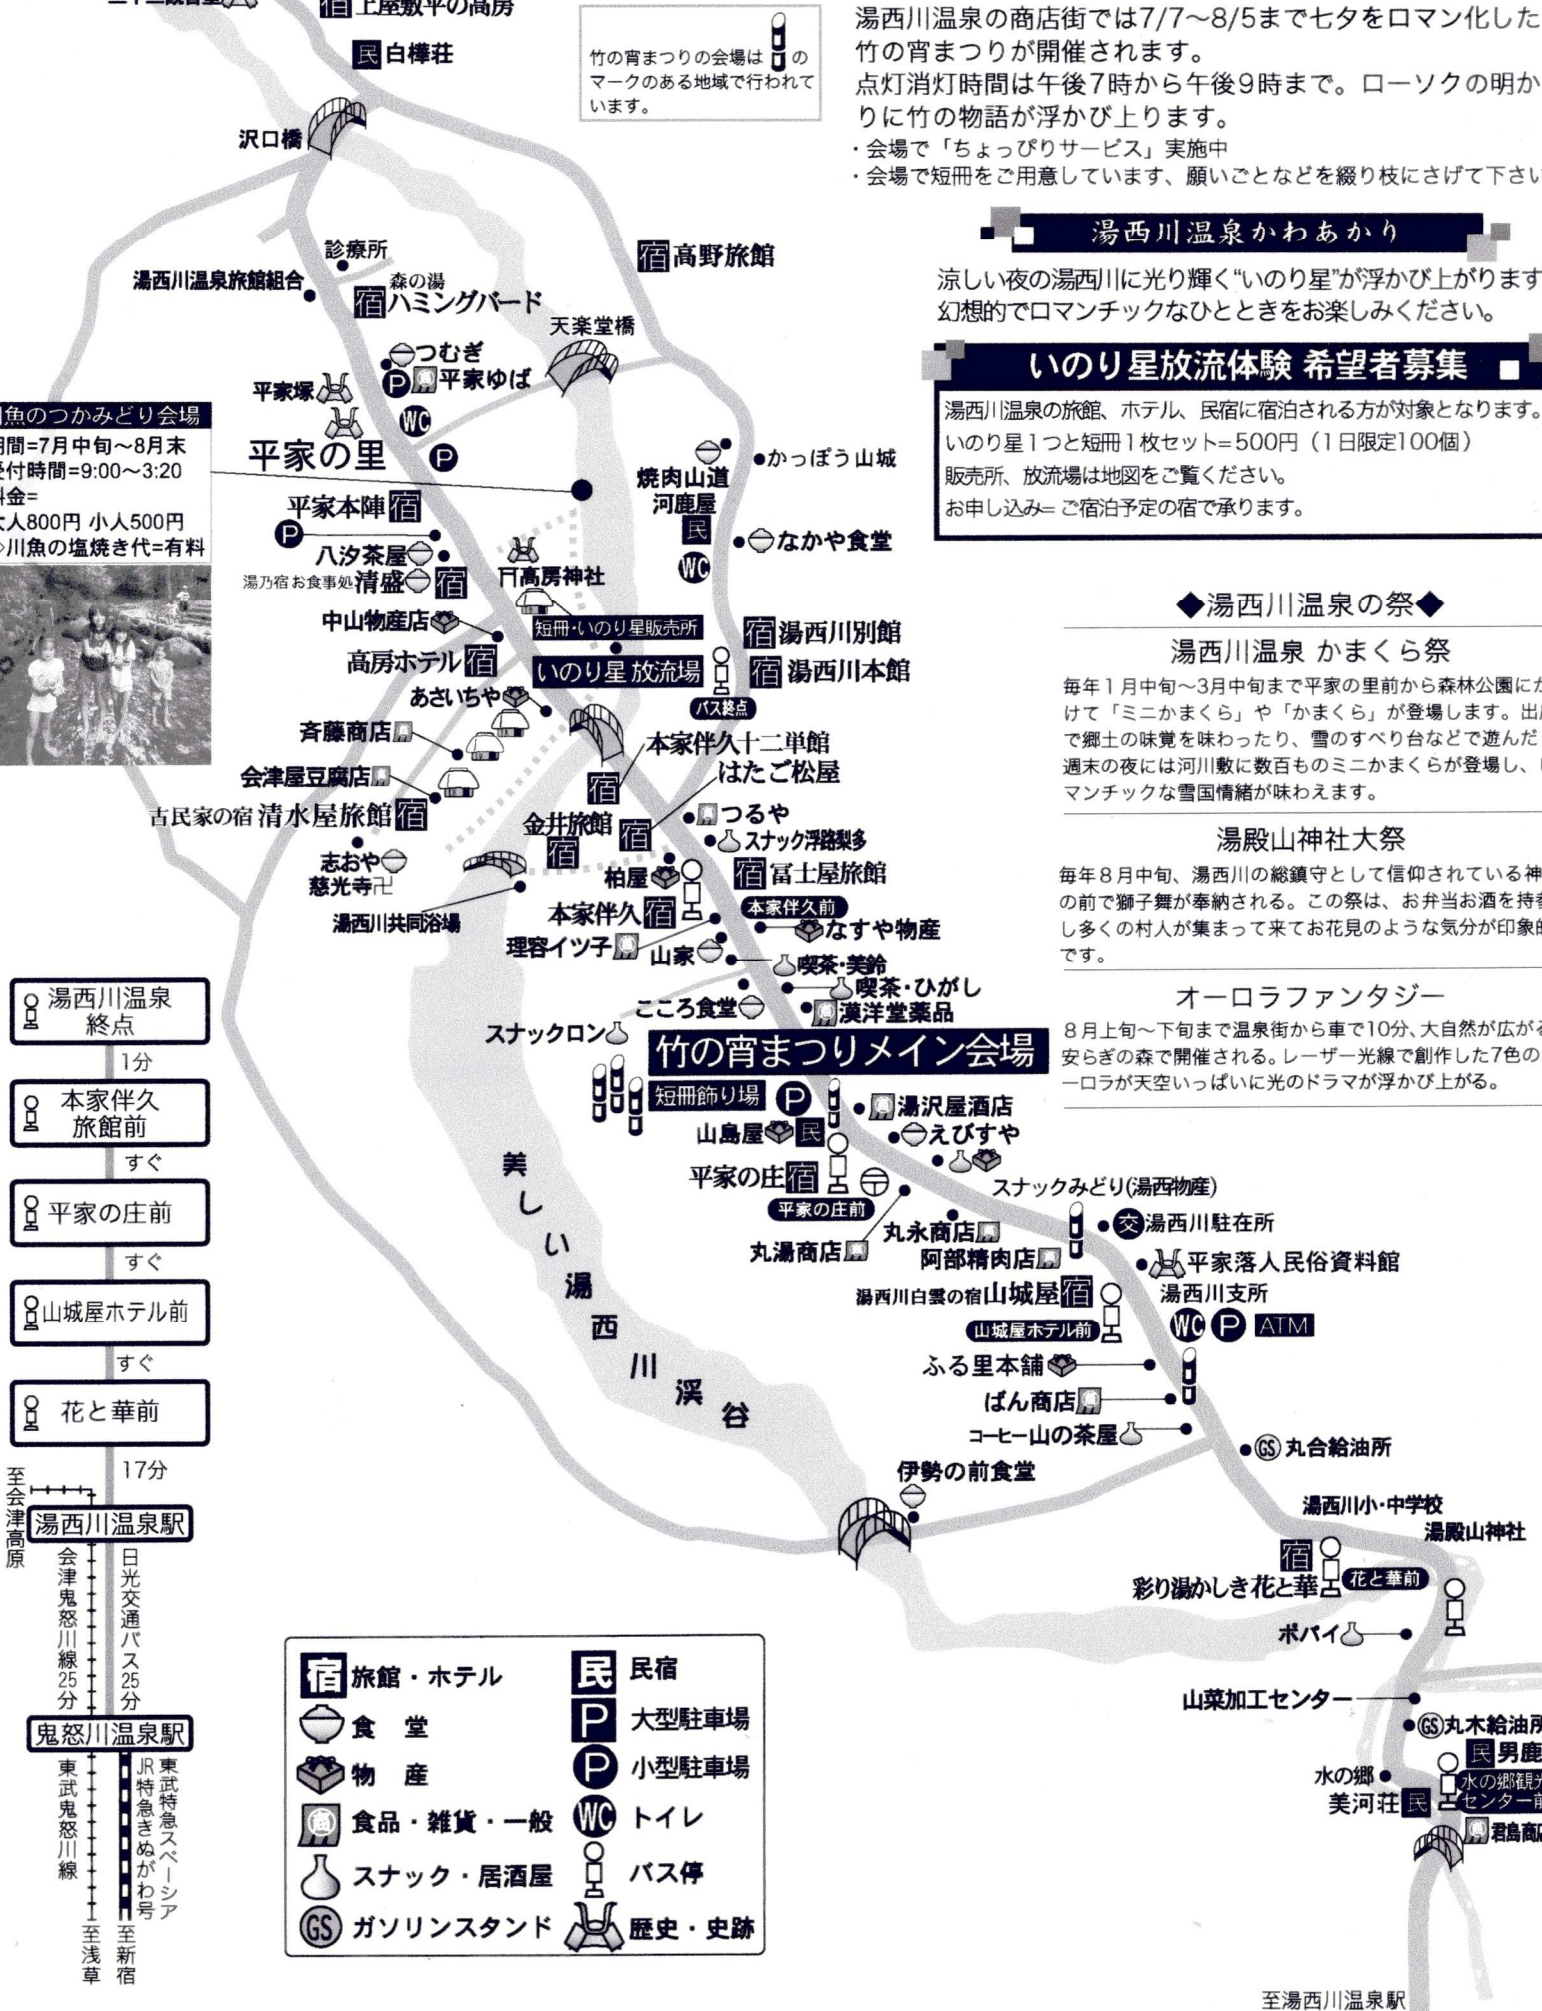 宿 上屋敷平の高房
民 白樺荘
竹の宵まつりの会場は の
マークのある地域で行われて
います。
湯西川温泉の商店街では7/7〜8/5まで七夕をロマン化した
竹の宵まつりが開催されます。
点灯消灯時間は午後7時から午後9時まで。ローソクの明か
りに竹の物語が浮かび上ります。
・会場で「ちょっぴりサービス」実施中
・会場で短冊をご用意しています、願いごとなどを綴り枝にさげて下さい
湯西川温泉かわあかり
涼しい夜の湯西川に光り輝く“いのり星”が浮かび上がります
幻想的でロマンチックなひとときをお楽しみください。
いのり星放流体験 希望者募集
湯西川温泉の旅館、ホテル、民宿に宿泊される方が対象となります。
いのり星1つと短冊1枚セット=500円（1日限定100個）
販売所、放流場は地図をご覧ください。
お申し込み= ご宿泊予定の宿で承ります。
◆湯西川温泉の祭◆
湯西川温泉 かまくら祭
毎年1月中旬〜3月中旬まで平家の里前から森林公園にか
けて「ミニかまくら」や「かまくら」が登場します。出店
で郷土の味覚を味わったり、雪のすべり台などで遊んだ
週末の夜には河川敷に数百ものミニかまくらが登場し、
マンチックな雪国情緒が味わえます。
湯殿山神社大祭
毎年8月中旬、湯西川の総鎮守として信仰されている神
の前で獅子舞が奉納される。この祭は、お弁当お酒を持参
し多くの村人が集まって来てお花見のような気分が印象的
です。
オーロラファンタジー
8月上旬〜下旬まで温泉街から車で10分、大自然が広がる
安らぎの森で開催される。レーザー光線で創作した7色の
ーロラが天空いっぱいに光のドラマが浮かび上がる。
沢口橋
診療所
湯西川温泉旅館組合
森の湯
宿 ハミングバード
宿 高野旅館
天楽堂橋
つむぎ
P 平家ゆば
平家塚
WC
平家の里
P
魚のつかみどり会場
間=7月中旬〜8月末
付時間=9:00〜3:20
金=
大人800円 小人500円
川魚の塩焼き代=有料
かっぽう山城
焼肉山道
河鹿屋
民
WC
なかや食堂
平家本陣 宿
P
八汐茶屋
湯乃宿お食事処 清盛 宿
高房神社
中山物産店
短冊・いのり星販売所
いのり星 放流場
高房ホテル 宿
宿 湯西川別館
宿 湯西川本館
バス終点
あさいちや
斉藤商店
会津屋豆腐店
古民家の宿 清水屋旅館 宿
本家伴久十二単館
宿
はたご松屋
宿
金井旅館
宿
つるや
スナック浮路梨多
志おや
慈光寺卍
湯西川共同浴場
柏屋
宿 冨士屋旅館
本家伴久 宿
本家伴久前
なすや物産
理容イツ子
山家
喫茶・美鈴
喫茶・ひがし
こころ食堂
漢洋堂薬品
スナックロン
竹の宵まつりメイン会場
短冊飾り場 P
湯沢屋酒店
山島屋 民
えびすや
平家の庄 宿
平家の庄前
スナックみどり(湯西物産)
丸湯商店
丸永商店
阿部精肉店
交 湯西川駐在所
平家落人民俗資料館
湯西川白雲の宿 山城屋 宿
湯西川支所
WC P ATM
山城屋ホテル前
ふる里本舗
ばん商店
コーヒー山の茶屋
GS 丸合給油所
伊勢の前食堂
湯西川小・中学校
湯殿山神社
宿
彩り湯かしき花と華
花と華前
ポパイ
山菜加工センター
GS 丸木給油所
民 男鹿
水の郷
水の郷観光
センター前
美河荘 民
君島商店
至湯西川温泉駅
美しい湯西川渓谷
湯西川温泉
終点
1分
本家伴久
旅館前
すぐ
平家の庄前
すぐ
山城屋ホテル前
すぐ
花と華前
17分
至会津高原
湯西川温泉駅
会津鬼怒川線25分
日光交通バス25分
鬼怒川温泉駅
東武鬼怒川線
JR特急きぬがわ号
東武特急スペーシア
至浅草
至新宿
宿 旅館・ホテル
民 民宿
食 堂
P 大型駐車場
物 産
P 小型駐車場
食品・雑貨・一般
WC トイレ
スナック・居酒屋
バス停
GS ガソリンスタンド
歴史・史跡